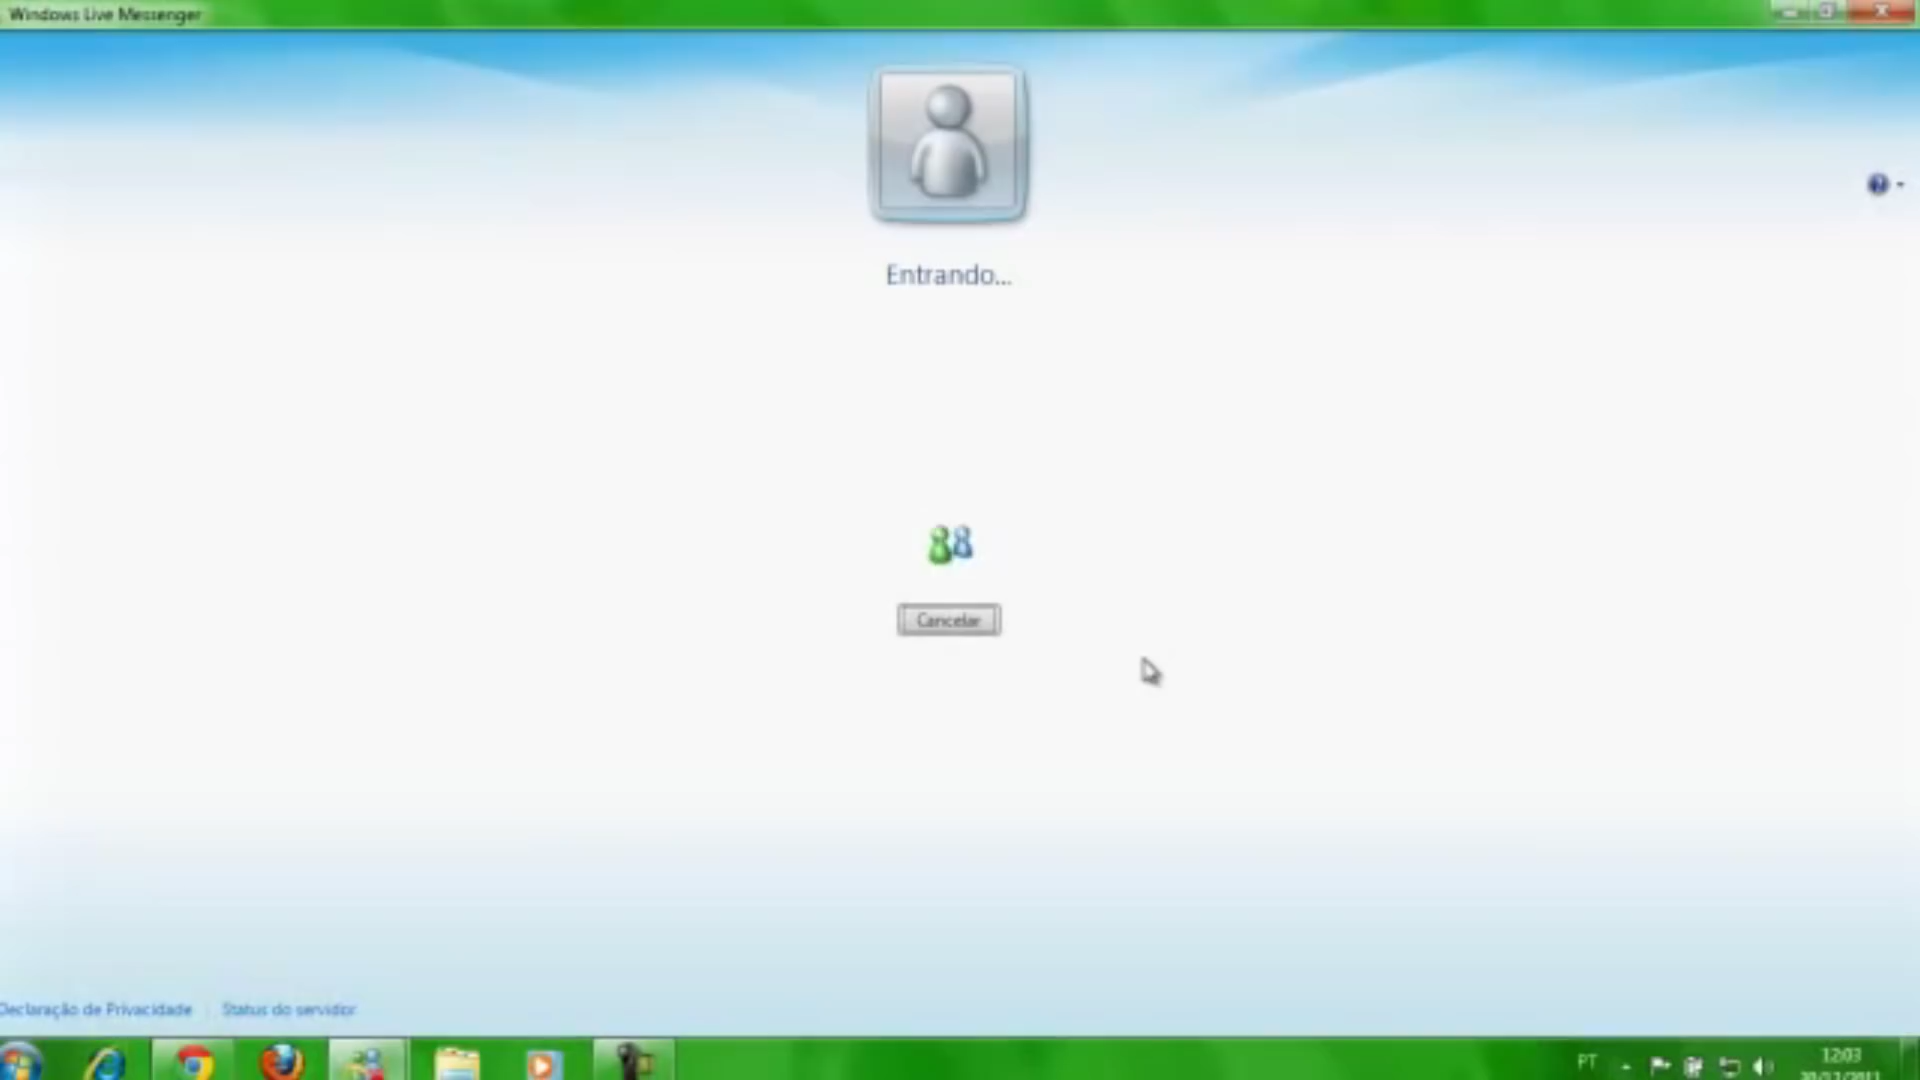 Windows Live Messenger
Entrando...
Cancelar
Declaração de Privacidade
Status do servidor
PT
12:03